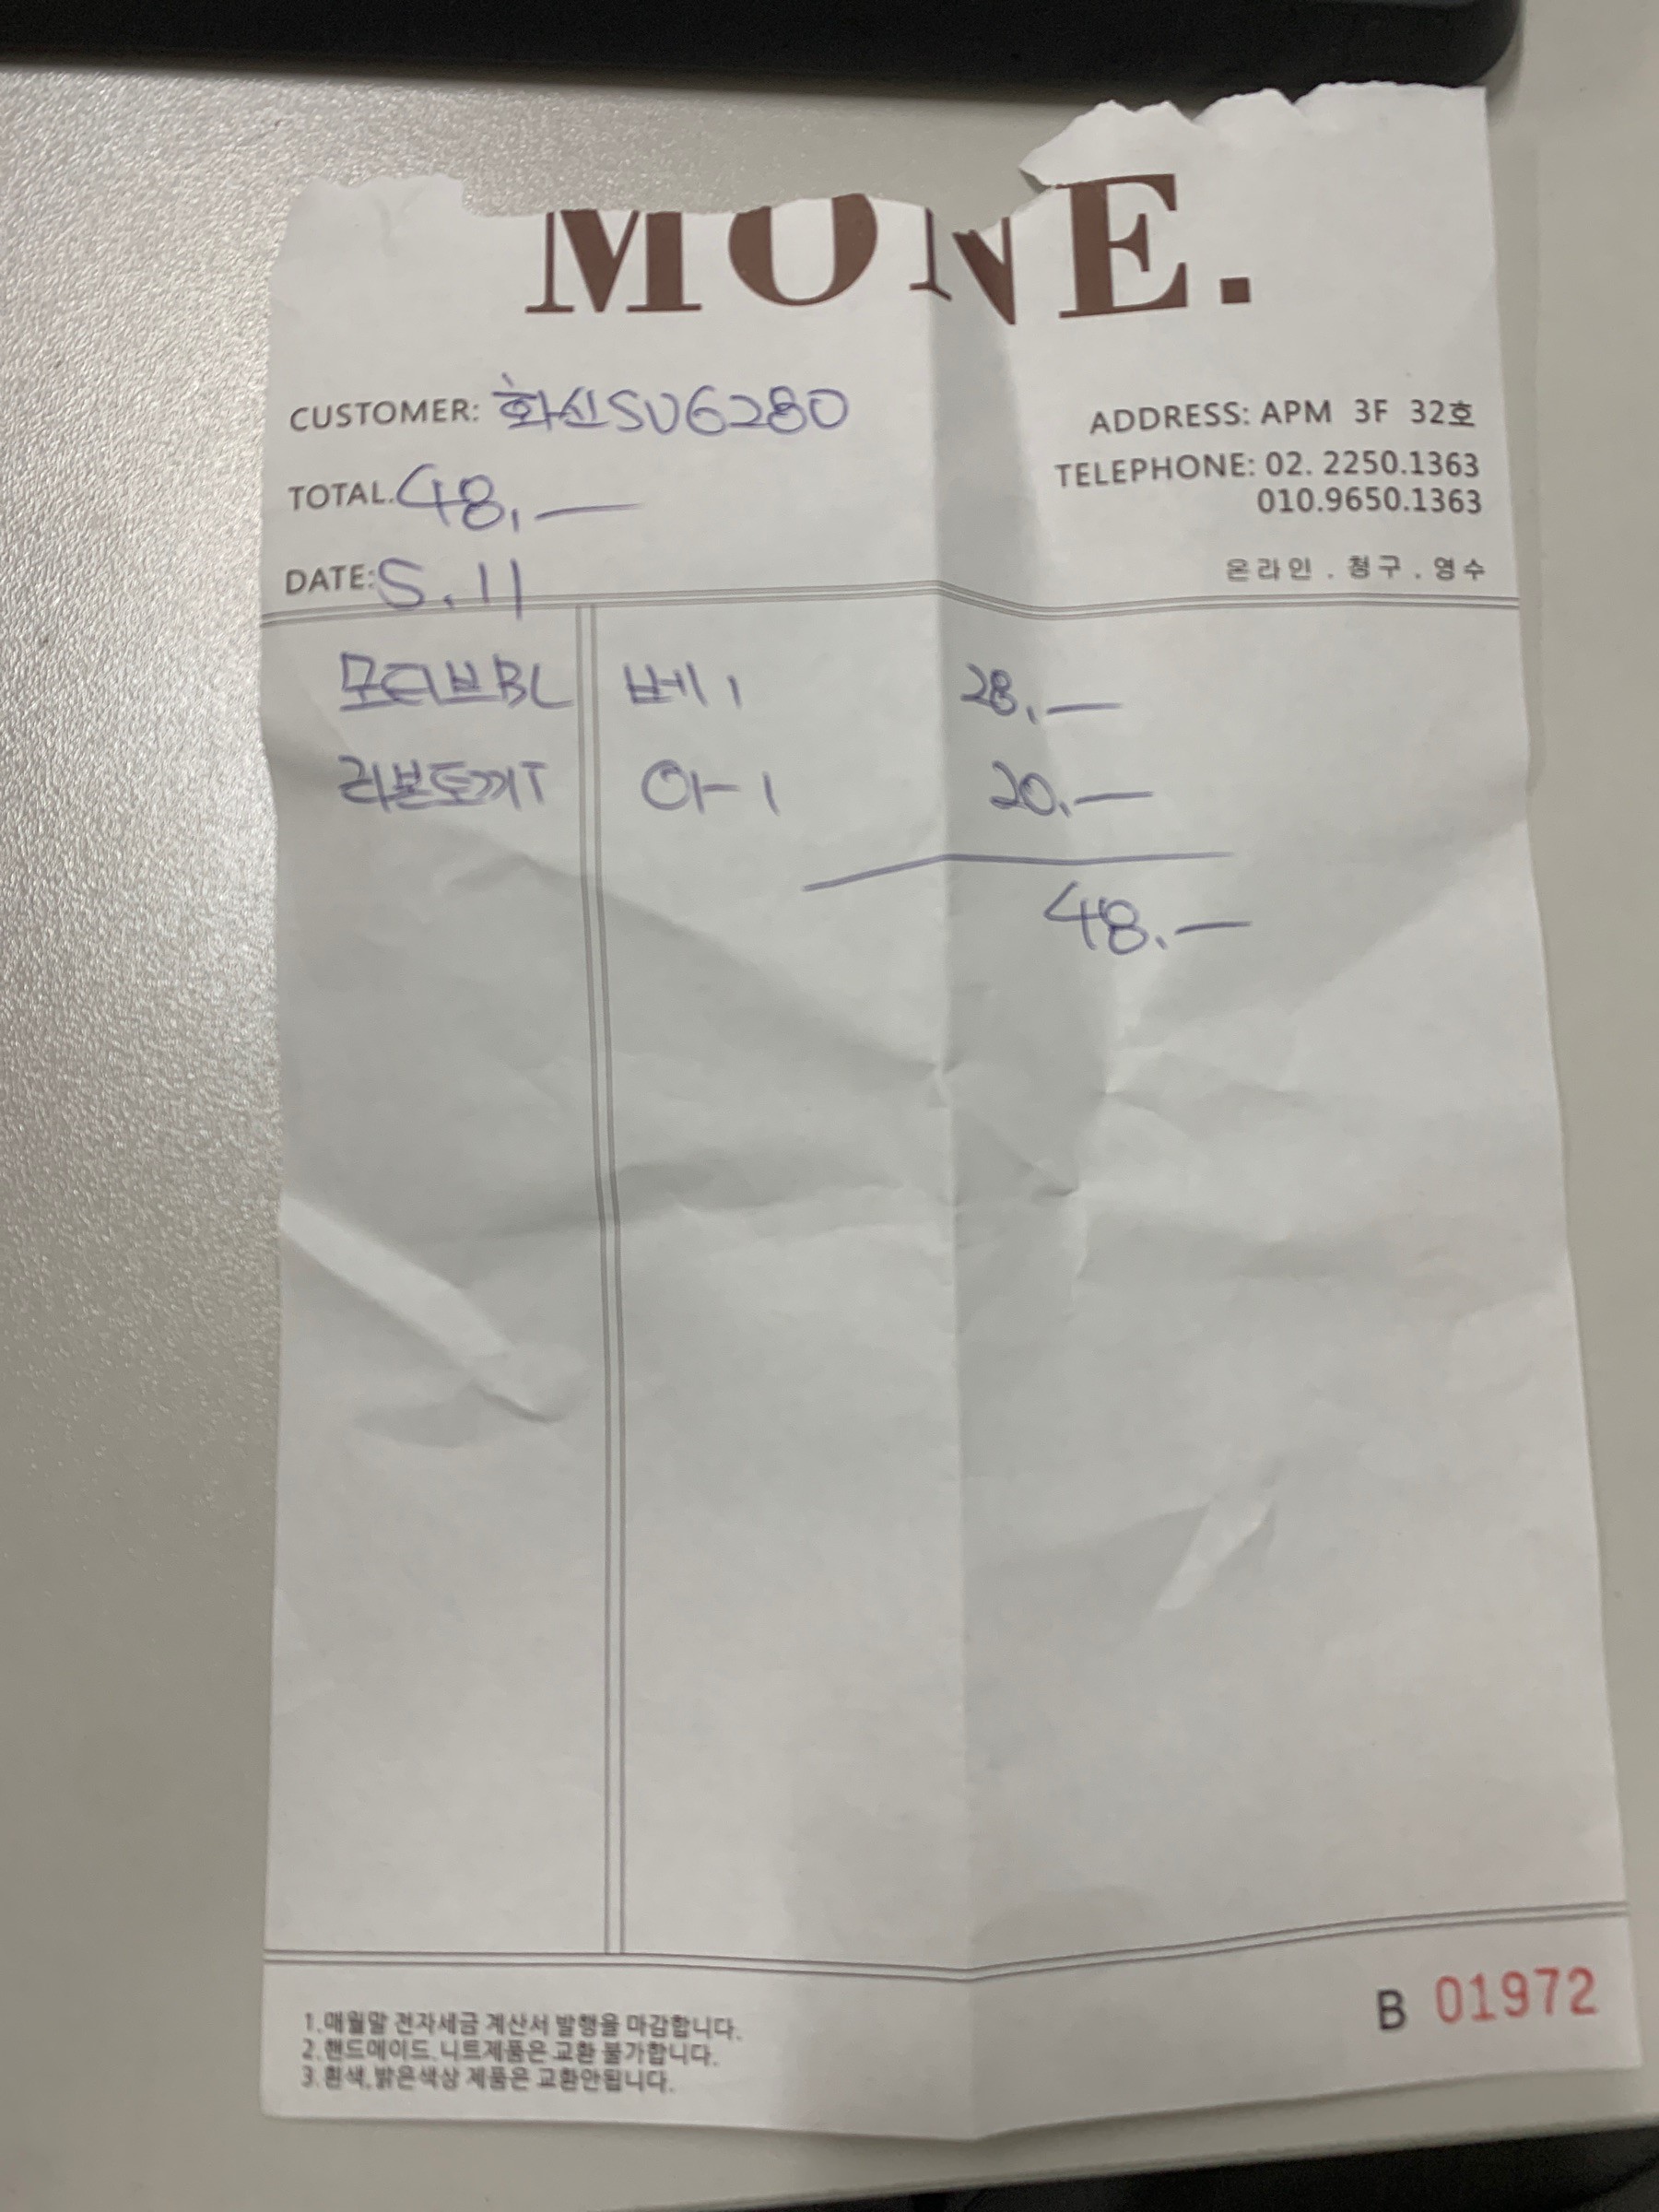 MONE.
CUSTOMER: 화신SU6280
TOTAL. 48,—
DATE: 5.11
ADDRESS: APM 3F 32호
TELEPHONE: 02. 2250.1363
010.9650.1363
온라인 . 청구 . 영수
모티브BL 베 1 28,—
리본토끼T 아 1 20,—
48.—
1.매월말 전자세금 계산서 발행을 마감합니다.
2.핸드메이드.니트제품은 교환 불가합니다.
3.흰색,밝은색상 제품은 교환안됩니다.
B 01972